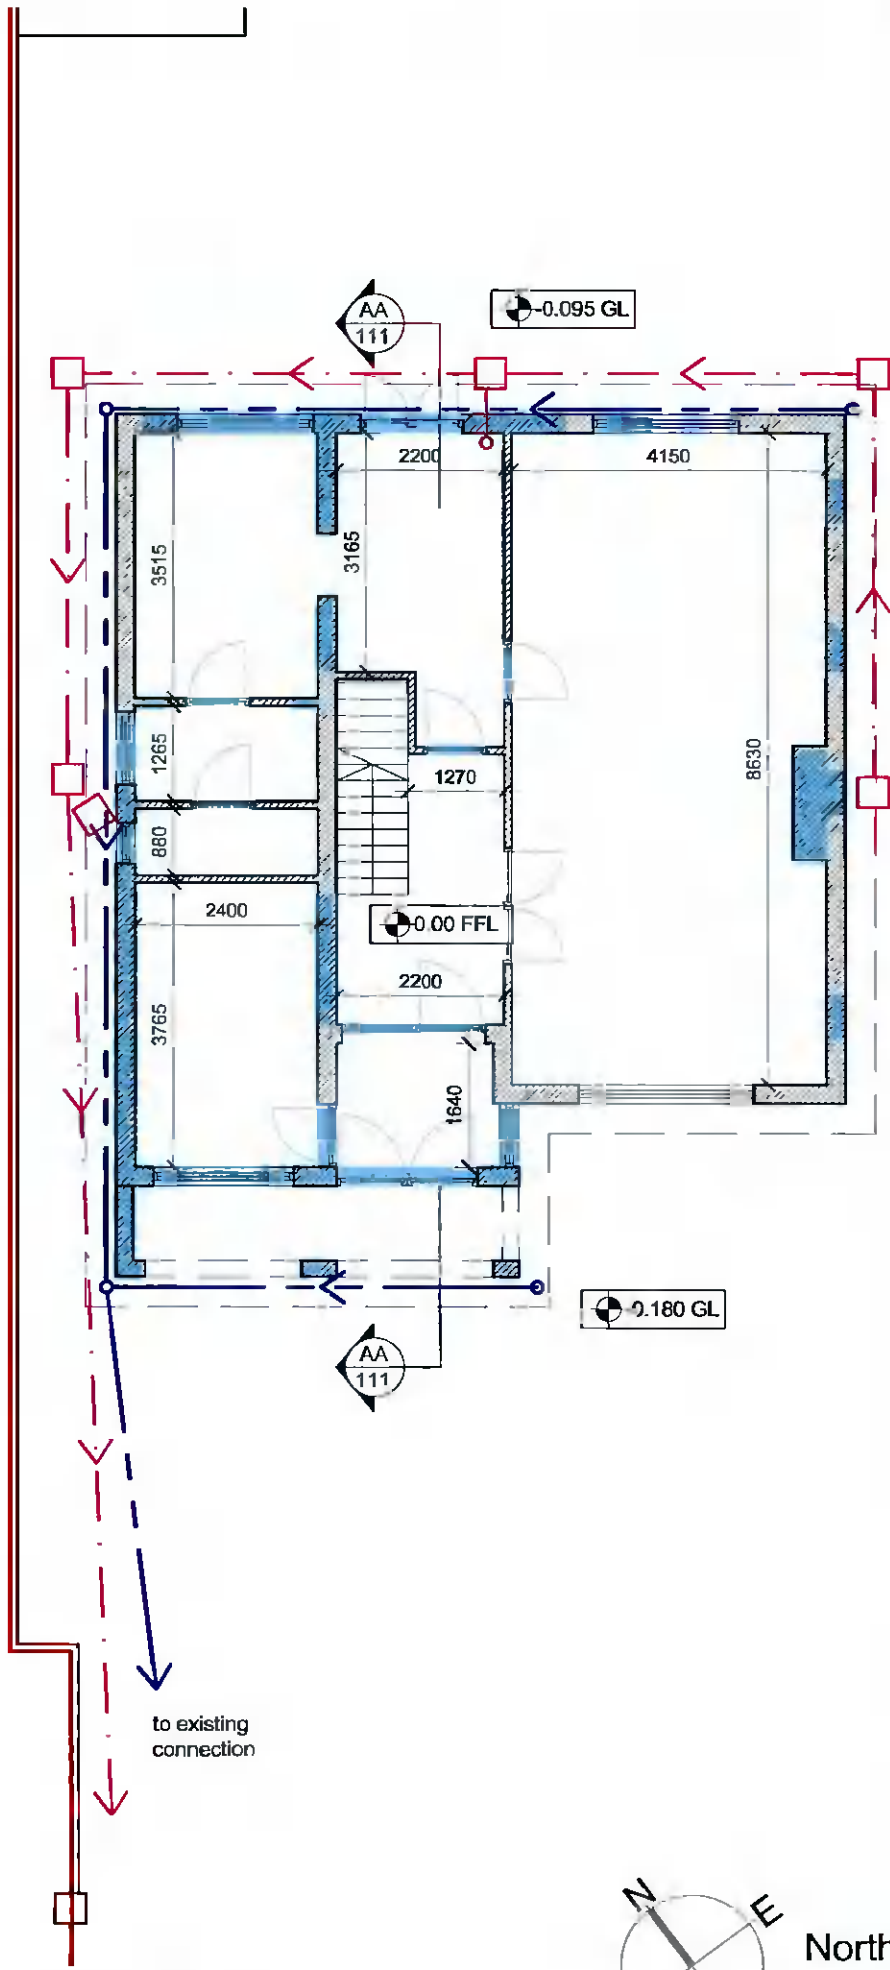 AA
111
-0.095 GL
2200
4150
3515
3165
1265
1270
8630
880
2400
0.00 FFL
2200
3765
1640
-0.180 GL
AA
111
to existing
connection
N
E
North